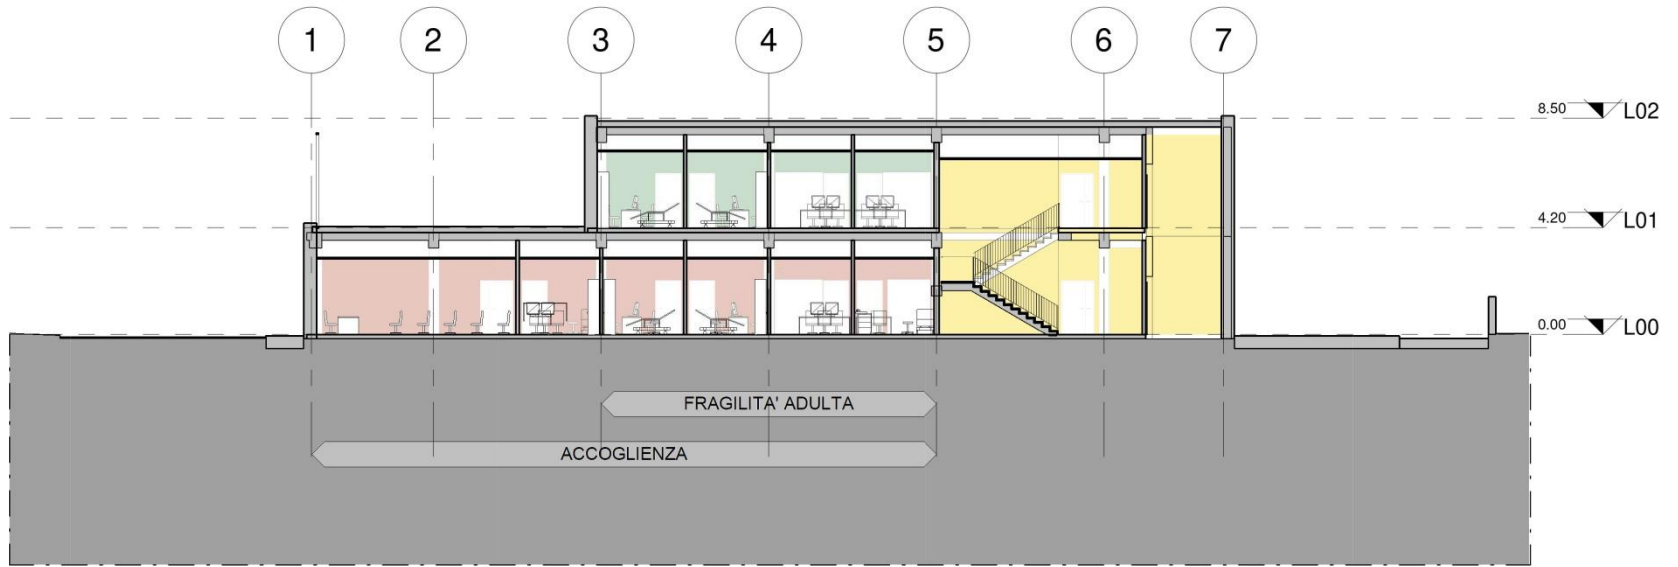 1 2 3 4 5 6 7
8.50 L02
4.20 L01
0.00 L00
FRAGILITA' ADULTA
ACCOGLIENZA